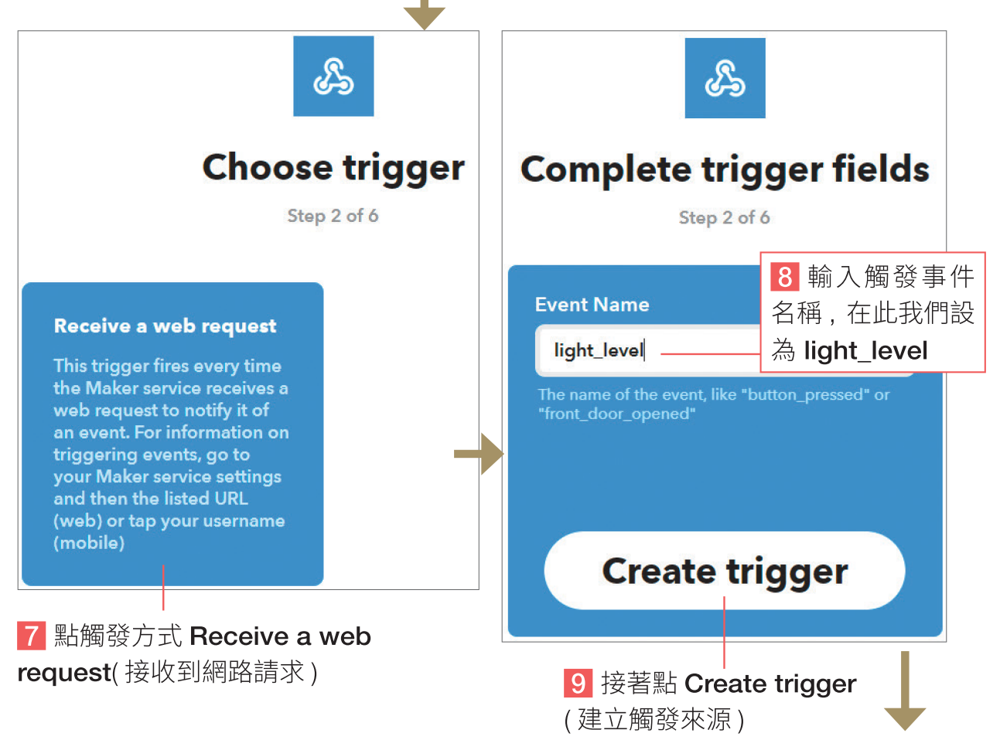 Choose trigger
Step 2 of 6
Receive a web request
This trigger fires every time
the Maker service receives a
web request to notify it of
an event. For information on
triggering events, go to
your Maker service settings
and then the listed URL
(web) or tap your username
(mobile)
7 點觸發方式 Receive a web
request( 接收到網路請求 )
Complete trigger fields
Step 2 of 6
Event Name
light_level
8 輸入觸發事件
名稱 , 在此我們設
為 light_level
The name of the event, like "button_pressed" or
"front_door_opened"
Create trigger
9 接著點 Create trigger
( 建立觸發來源 )